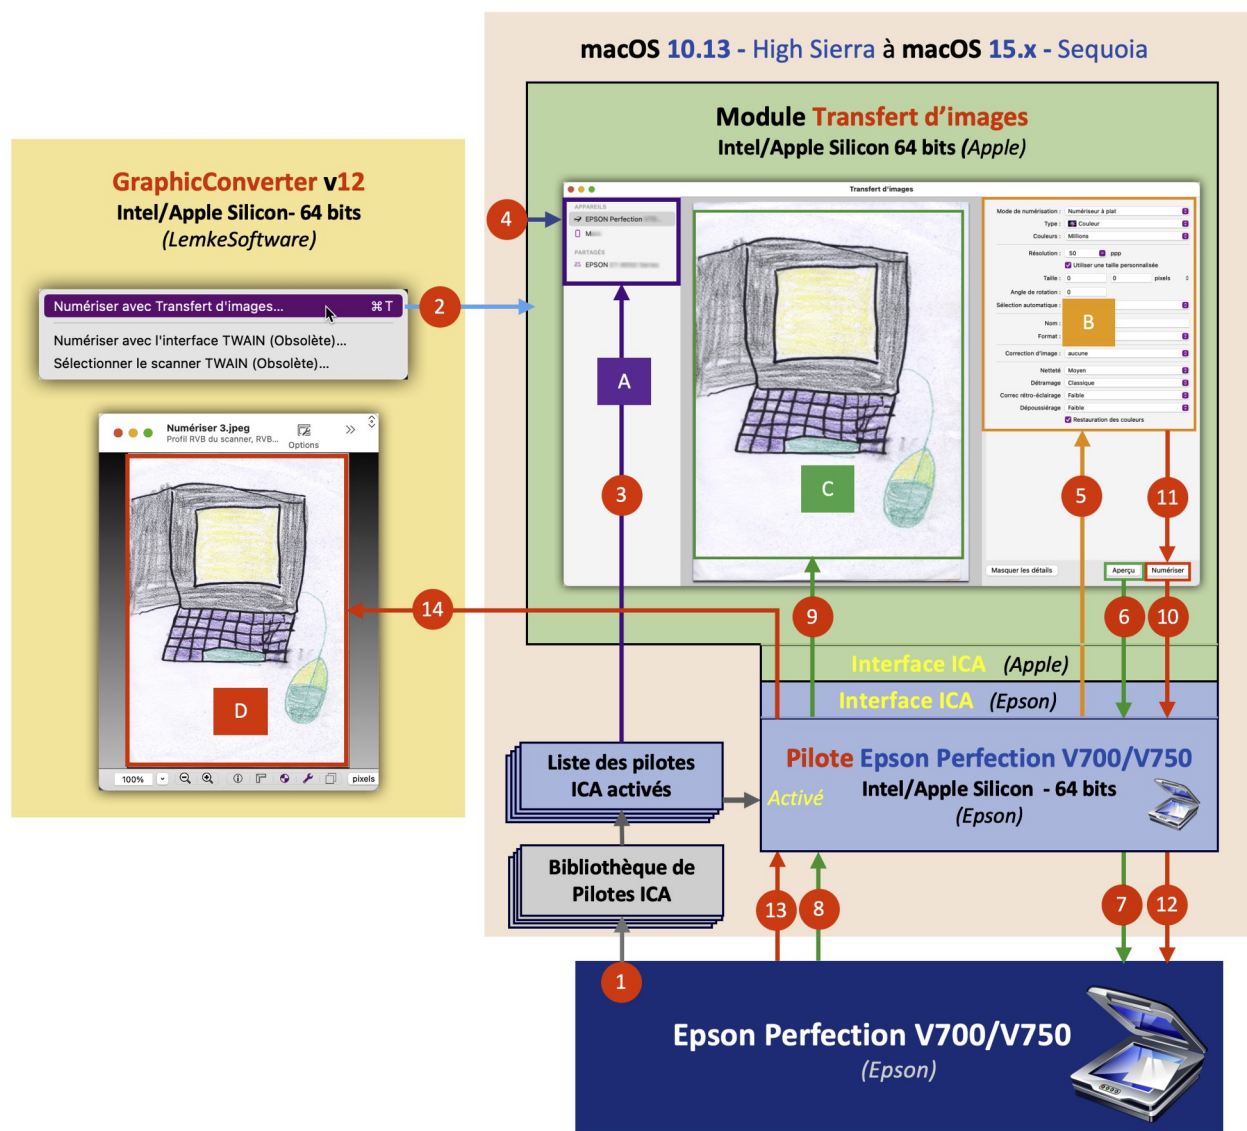 macOS 10.13 - High Sierra à macOS 15.x - Sequoia
Module Transfert d'images
Intel/Apple Silicon 64 bits (Apple)
GraphicConverter v12
Intel/Apple Silicon- 64 bits
(LemkeSoftware)
Numériser avec Transfert d'images... ⌘T
Numériser avec l'interface TWAIN (Obsolète)...
Sélectionner le scanner TWAIN (Obsolète)...
2
Numériser 3.jpeg
Profil RVB du scanner, RVB...
Options
D
100%
pixels
14
Transfert d'images
4
APPAREILS
EPSON Perfection
PARTAGÉS
EPSON
A
3
C
Mode de numérisation : Numériseur à plat
Type : Couleur
Couleurs : Millions
Résolution : 50 ppp
Utiliser une taille personnalisée
Taille : 0 0 pixels
Angle de rotation : 0
Sélection automatique :
Nom :
Format :
B
Correction d'image : aucune
Netteté Moyen
Détramage Classique
Correc rétro-éclairage Faible
Dépoussiérage Faible
Restauration des couleurs
5
11
Masquer les détails
Aperçu
Numériser
9
6
10
Interface ICA (Apple)
Interface ICA (Epson)
Liste des pilotes
ICA activés
Activé
Pilote Epson Perfection V700/V750
Intel/Apple Silicon - 64 bits
(Epson)
Bibliothèque de
Pilotes ICA
13
8
7
12
1
Epson Perfection V700/V750
(Epson)